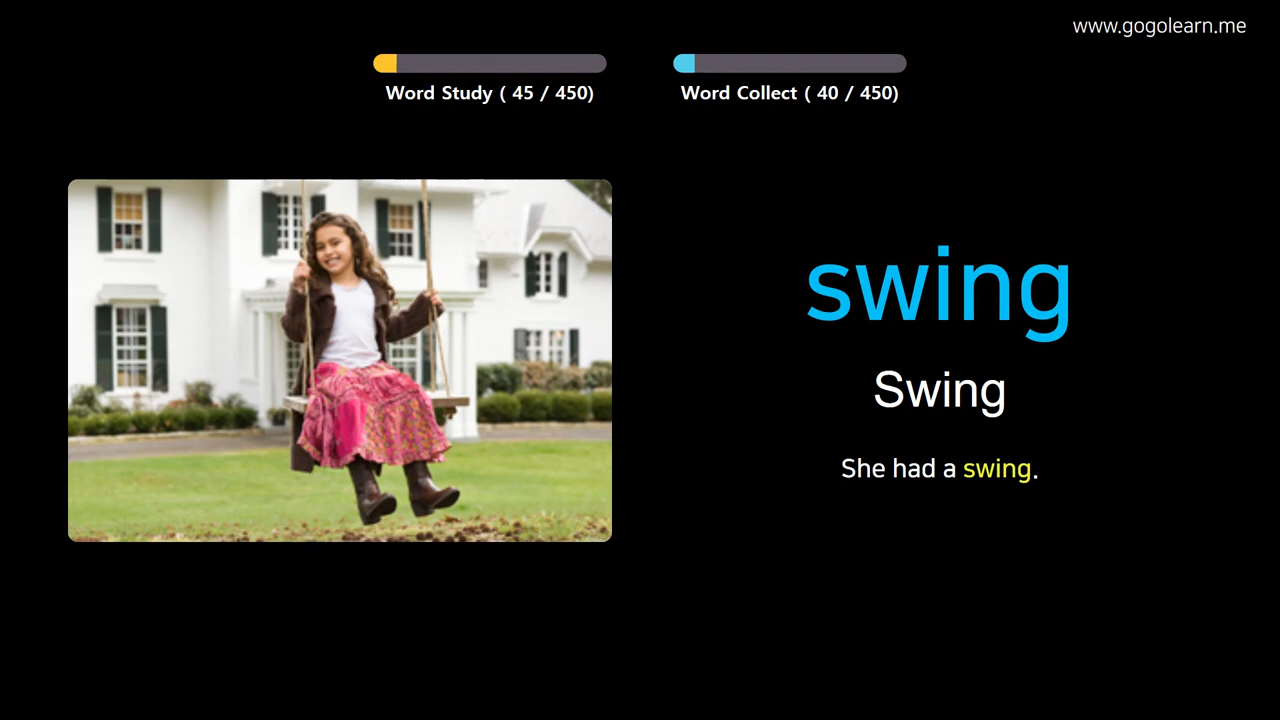 www.gogolearn.me
Word Study ( 45 / 450)
Word Collect ( 40 / 450)
swing
Swing
She had a swing.